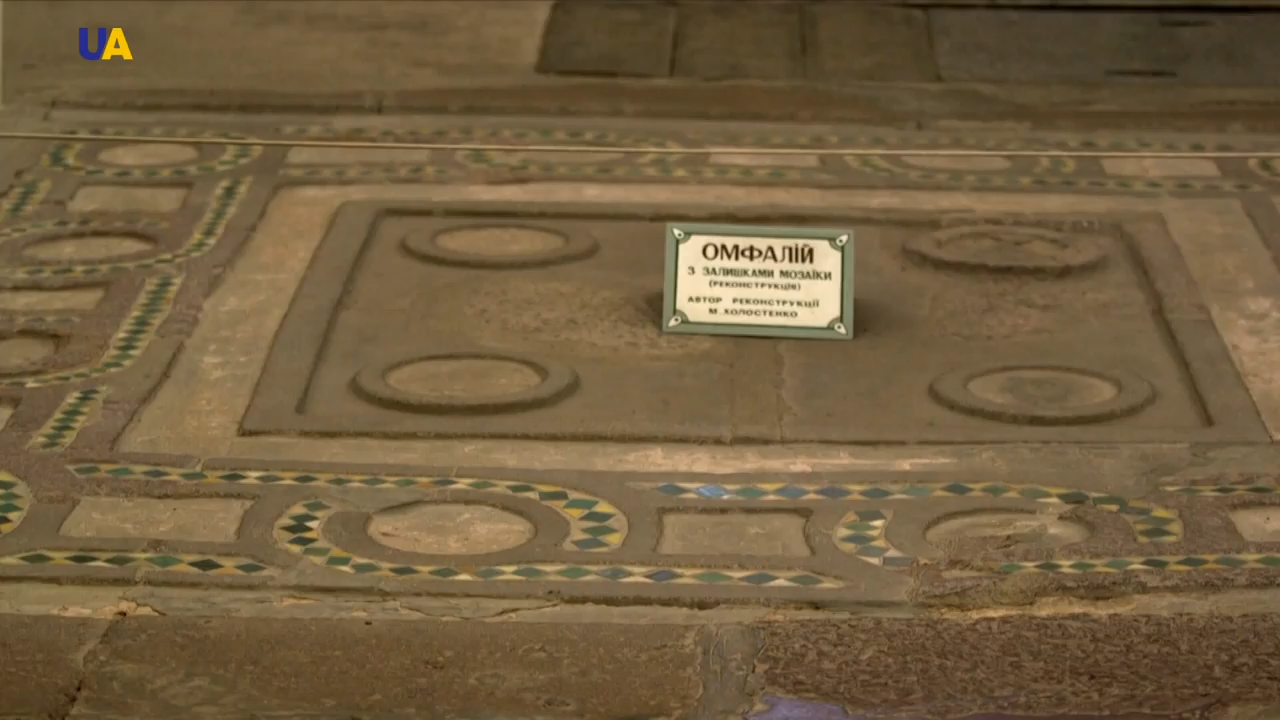 UA
ОМФАЛІЙ
З ЗАЛИШКАМИ МОЗАЇКИ
(РЕКОНСТРУКЦІЯ)
АВТОР РЕКОНСТРУКЦІЇ
М. ХОЛОСТЕНКО